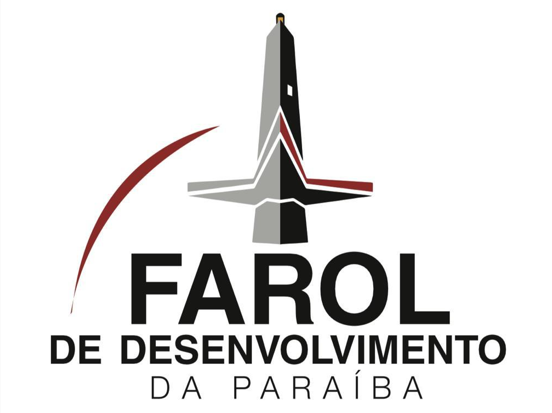 FAROL
DE DESENVOLVIMENTO
DA PARAÍBA